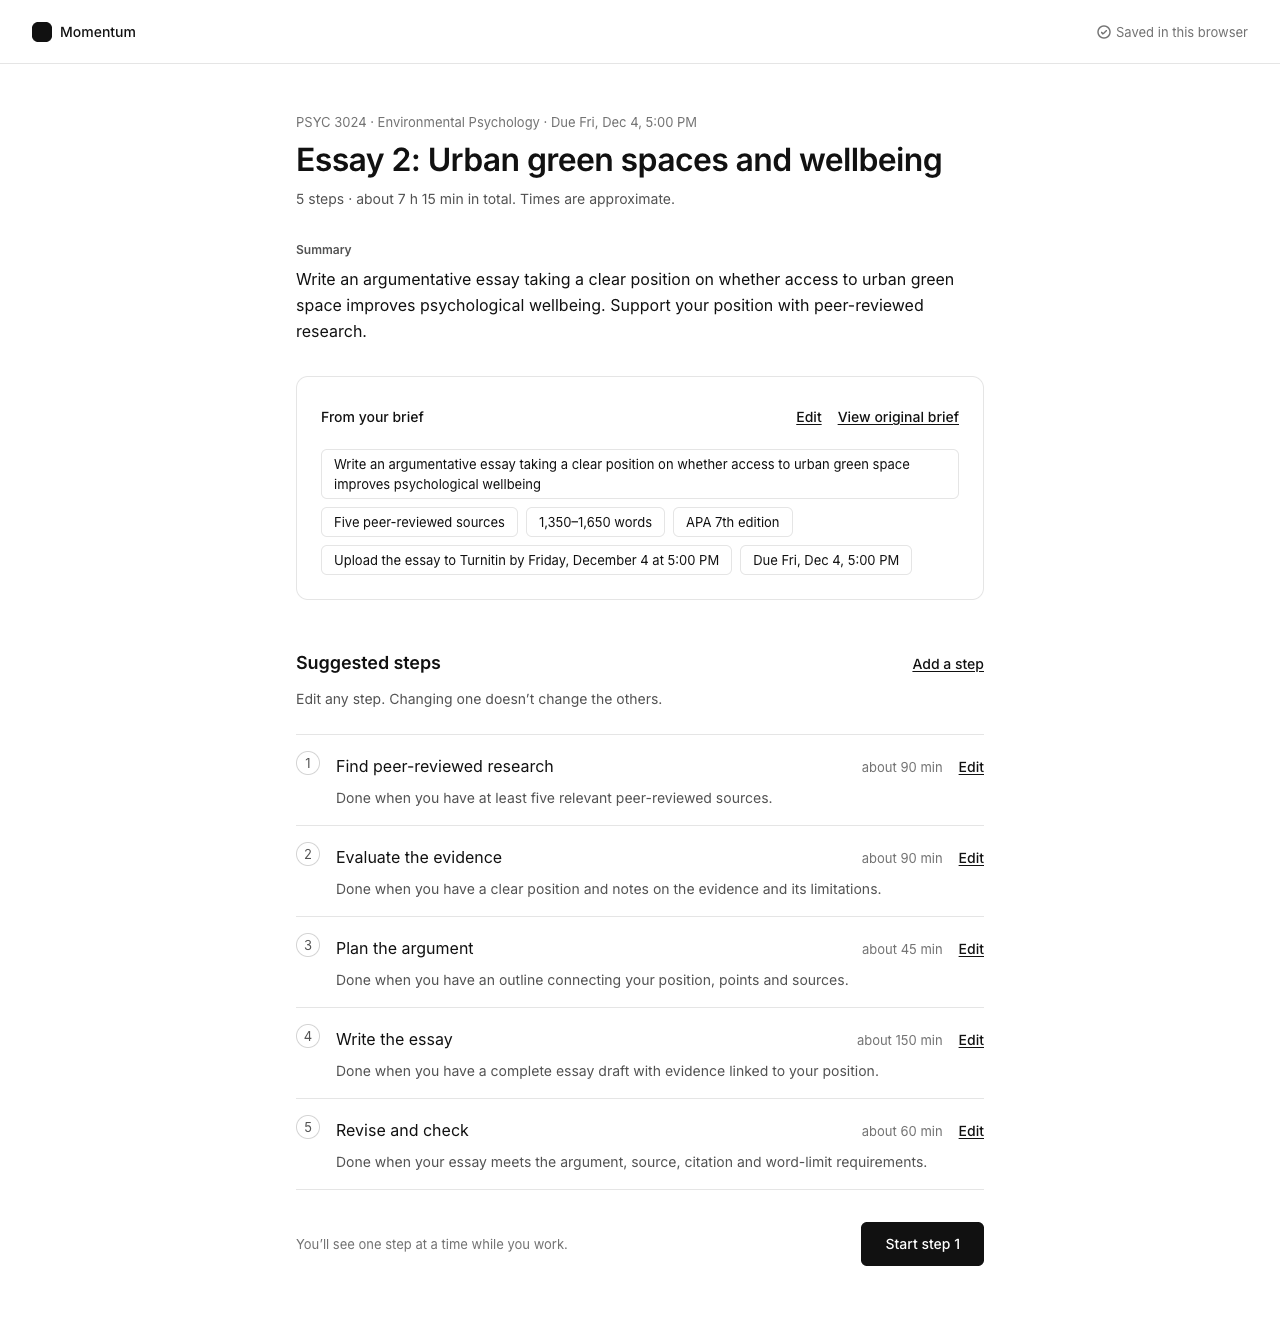 Momentum
Saved in this browser
PSYC 3024 · Environmental Psychology · Due Fri, Dec 4, 5:00 PM
Essay 2: Urban green spaces and wellbeing
5 steps · about 7 h 15 min in total. Times are approximate.
Summary
Write an argumentative essay taking a clear position on whether access to urban green
space improves psychological wellbeing. Support your position with peer-reviewed
research.
From your brief
Edit
View original brief
Write an argumentative essay taking a clear position on whether access to urban green space
improves psychological wellbeing
Five peer-reviewed sources
1,350–1,650 words
APA 7th edition
Upload the essay to Turnitin by Friday, December 4 at 5:00 PM
Due Fri, Dec 4, 5:00 PM
Suggested steps
Add a step
Edit any step. Changing one doesn’t change the others.
1
Find peer-reviewed research
about 90 min
Edit
Done when you have at least five relevant peer-reviewed sources.
2
Evaluate the evidence
about 90 min
Edit
Done when you have a clear position and notes on the evidence and its limitations.
3
Plan the argument
about 45 min
Edit
Done when you have an outline connecting your position, points and sources.
4
Write the essay
about 150 min
Edit
Done when you have a complete essay draft with evidence linked to your position.
5
Revise and check
about 60 min
Edit
Done when your essay meets the argument, source, citation and word-limit requirements.
You’ll see one step at a time while you work.
Start step 1